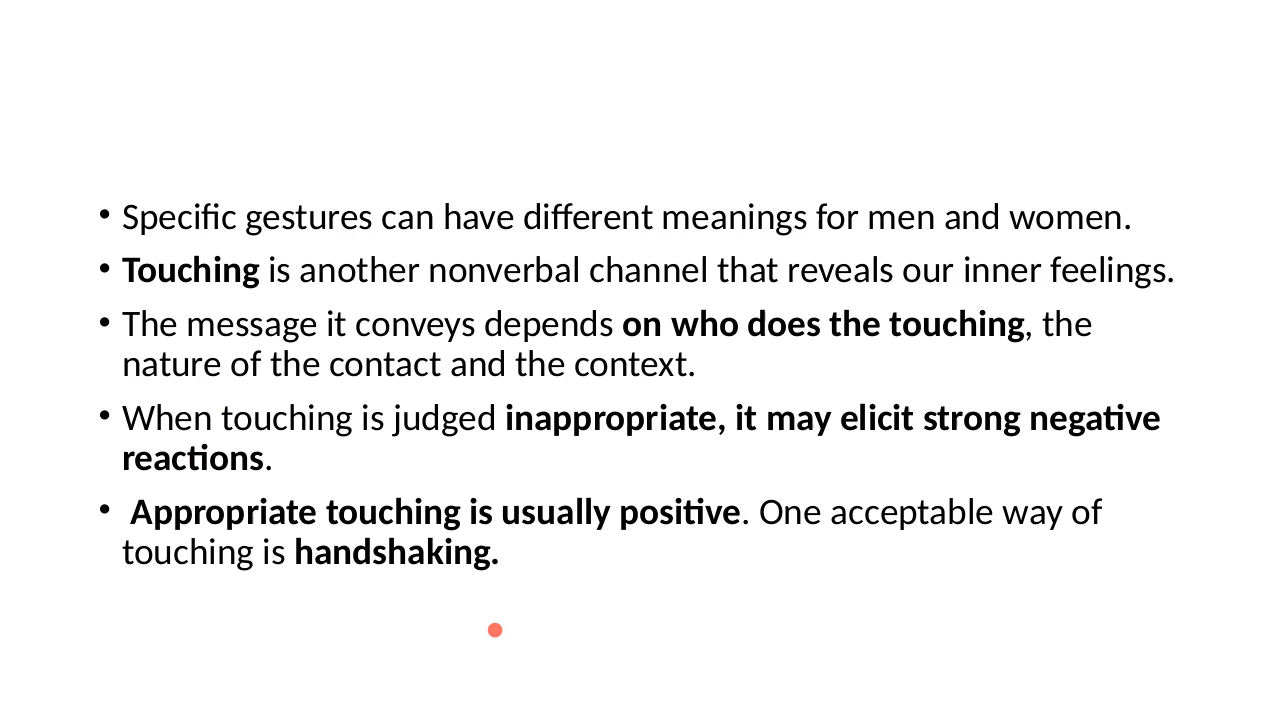 • Specific gestures can have different meanings for men and women.
• Touching is another nonverbal channel that reveals our inner feelings.
• The message it conveys depends on who does the touching, the
nature of the contact and the context.
• When touching is judged inappropriate, it may elicit strong negative
reactions.
• Appropriate touching is usually positive. One acceptable way of
touching is handshaking.